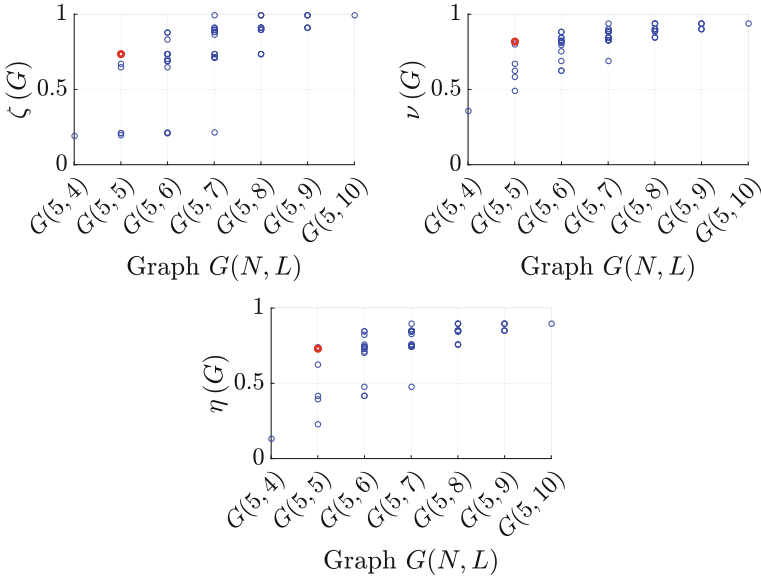 1
0.5
0
ζ (G)
G(5, 4)
G(5, 5)
G(5, 6)
G(5, 7)
G(5, 8)
G(5, 9)
G(5, 10)
Graph G(N, L)
1
0.5
0
ν (G)
G(5, 4)
G(5, 5)
G(5, 6)
G(5, 7)
G(5, 8)
G(5, 9)
G(5, 10)
Graph G(N, L)
1
0.5
0
η (G)
G(5, 4)
G(5, 5)
G(5, 6)
G(5, 7)
G(5, 8)
G(5, 9)
G(5, 10)
Graph G(N, L)